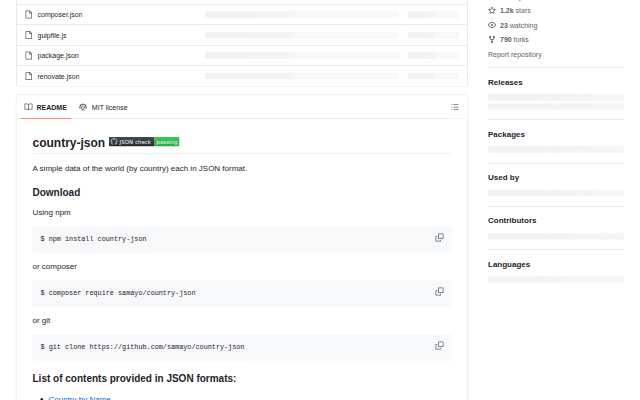 composer.json
gulpfile.js
package.json
renovate.json
README
MIT license
country-json
JSON check passing
A simple data of the world (by country) each in JSON format.
Download
Using npm
$ npm install country-json
or composer
$ composer require samayo/country-json
or git
$ git clone https://github.com/samayo/country-json
List of contents provided in JSON formats:
Country by Name
1.2k stars
23 watching
790 forks
Report repository
Releases
Packages
Used by
Contributors
Languages